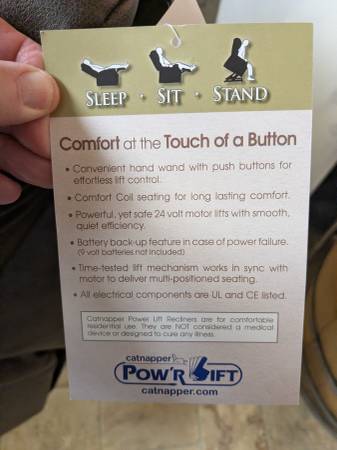 SLEEP • SIT • STAND
Comfort at the Touch of a Button
• Convenient hand wand with push buttons for
effortless lift control.
• Comfort Coil seating for long lasting comfort.
• Powerful, yet safe 24 volt motor lifts with smooth,
quiet efficiency.
• Battery back-up feature in case of power failure.
(9 volt batteries not included)
• Time-tested lift mechanism works in sync with
motor to deliver multi-positioned seating.
• All electrical components are UL and CE listed.
Catnapper Power Lift Recliners are for comfortable
residential use. They are NOT considered a medical
device or designed to cure any illness.
catnapper
POW'R LIFT
catnapper.com